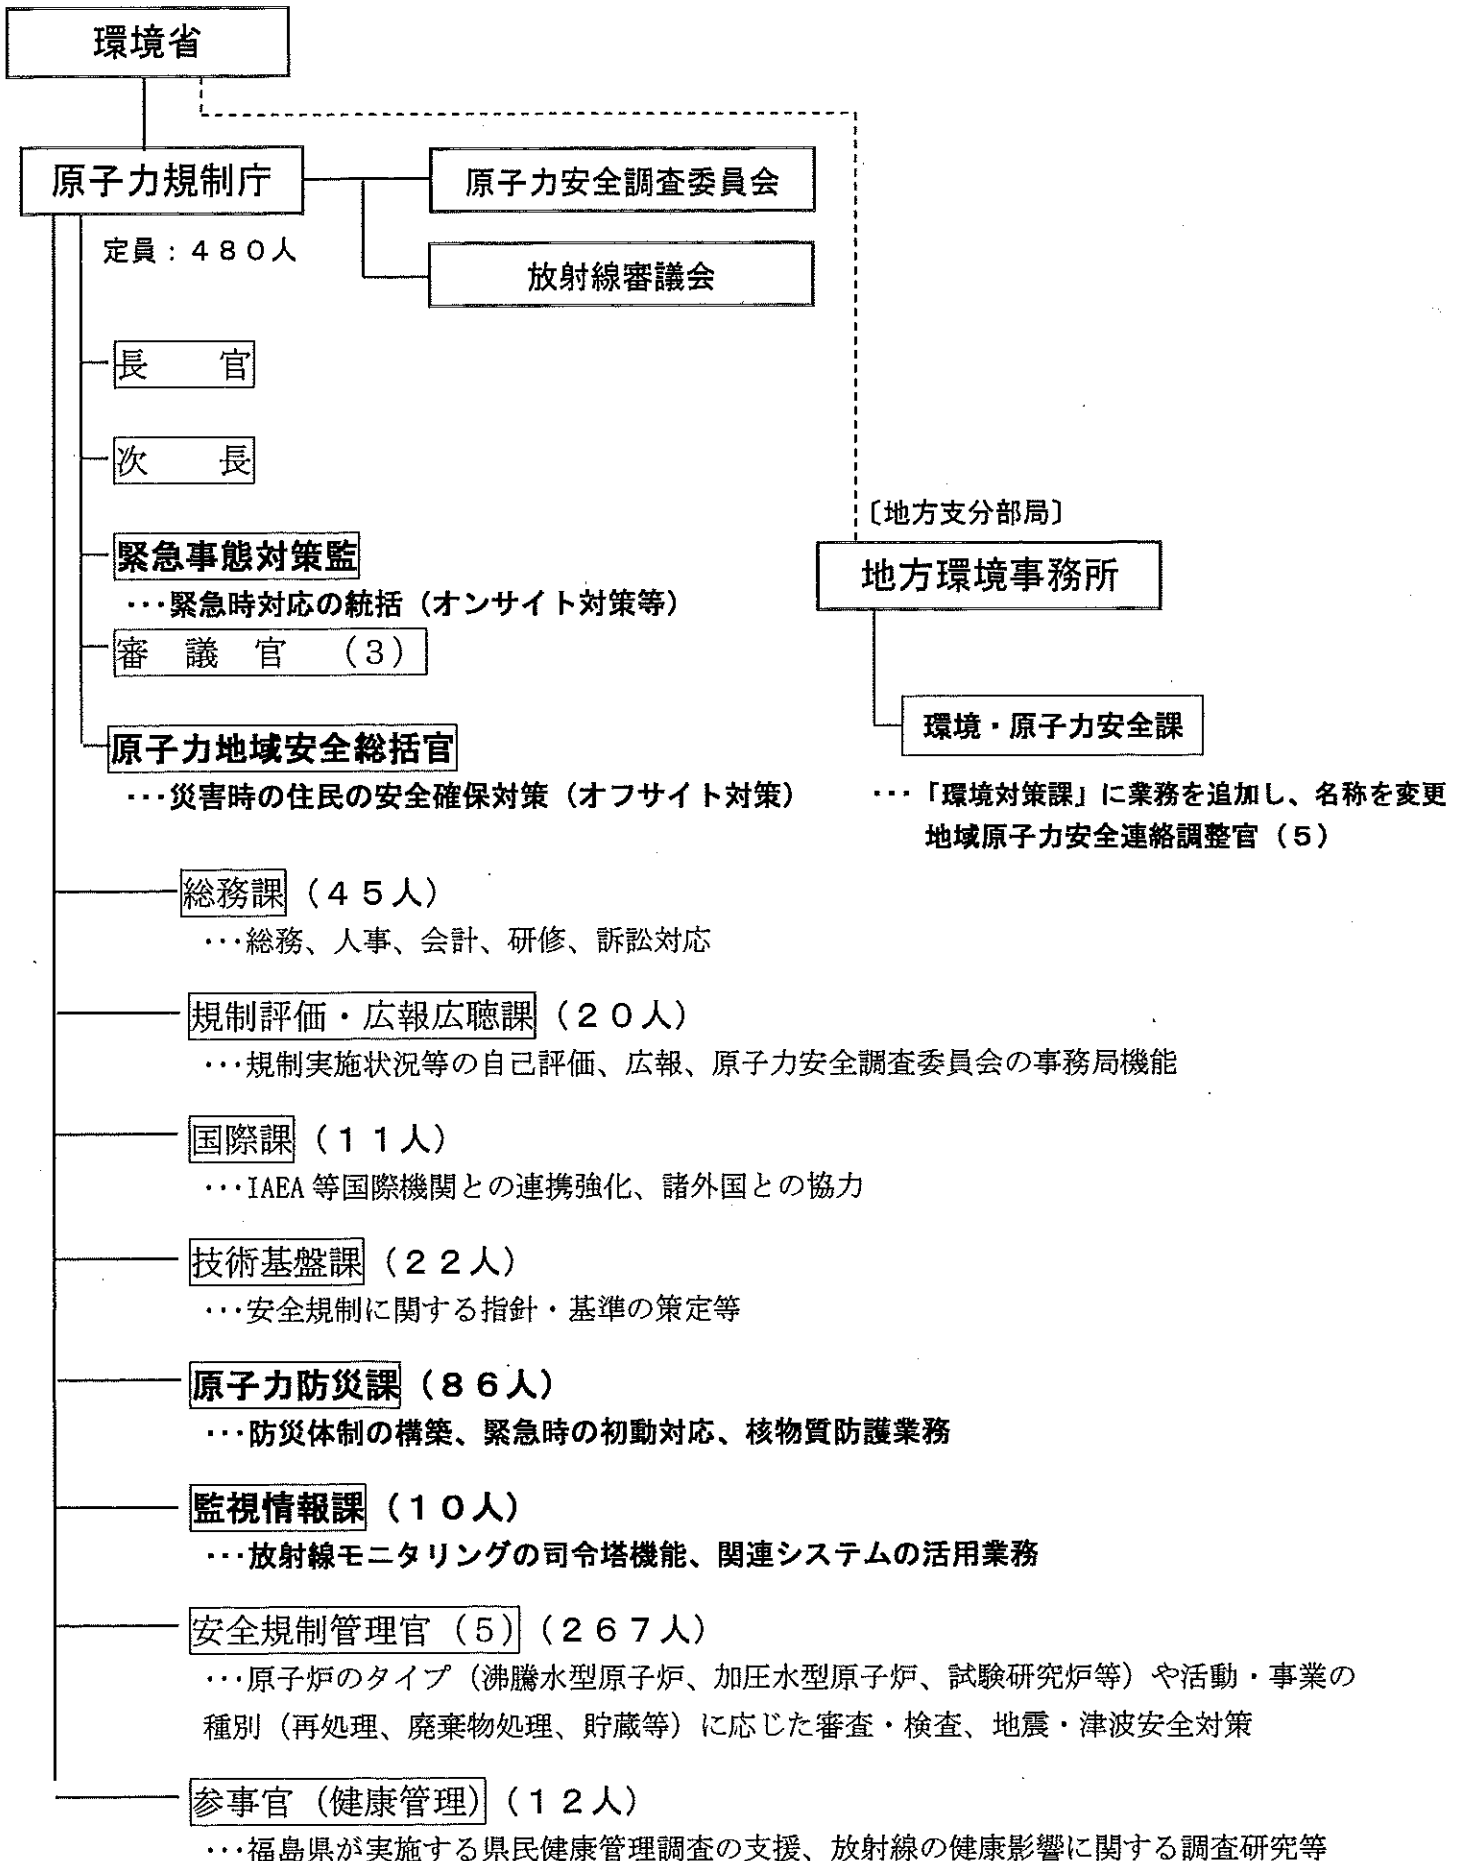 環境省
原子力規制庁
原子力安全調査委員会
定員：４８０人
放射線審議会
長　　官
次　　長
〔地方支分部局〕
緊急事態対策監
地方環境事務所
…緊急時対応の統括（オンサイト対策等）
審　議　官　（３）
環境・原子力安全課
原子力地域安全総括官
…災害時の住民の安全確保対策（オフサイト対策）
…「環境対策課」に業務を追加し、名称を変更
地域原子力安全連絡調整官（５）
総務課（４５人）
…総務、人事、会計、研修、訴訟対応
規制評価・広報広聴課（２０人）
…規制実施状況等の自己評価、広報、原子力安全調査委員会の事務局機能
国際課（１１人）
…IAEA等国際機関との連携強化、諸外国との協力
技術基盤課（２２人）
…安全規制に関する指針・基準の策定等
原子力防災課（８６人）
…防災体制の構築、緊急時の初動対応、核物質防護業務
監視情報課（１０人）
…放射線モニタリングの司令塔機能、関連システムの活用業務
安全規制管理官（５）（２６７人）
…原子炉のタイプ（沸騰水型原子炉、加圧水型原子炉、試験研究炉等）や活動・事業の
種別（再処理、廃棄物処理、貯蔵等）に応じた審査・検査、地震・津波安全対策
参事官（健康管理）（１２人）
…福島県が実施する県民健康管理調査の支援、放射線の健康影響に関する調査研究等